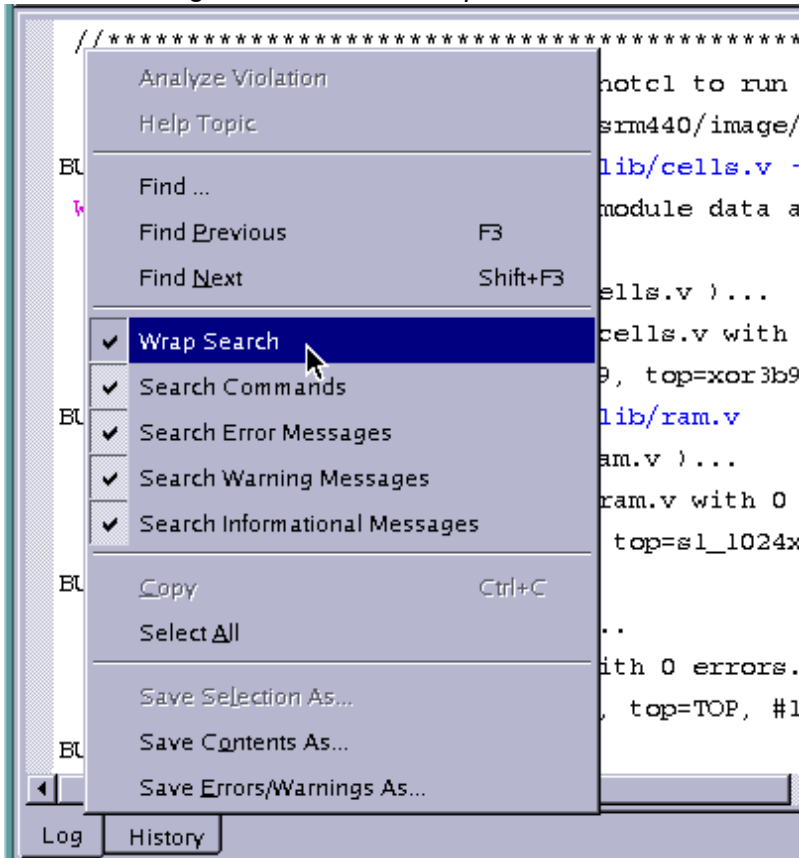 //********************************************
Analyze Violation
notcl to run
Help Topic
srm440/image/
BU
lib/cells.v -
Find ...
W
module data a
Find Previous F3
Find Next Shift+F3
ells.v )...
Wrap Search
cells.v with
Search Commands
9, top=xor3b9
BU
lib/ram.v
Search Error Messages
am.v )...
Search Warning Messages
ram.v with 0
Search Informational Messages
top=sl_1024x
BU
Copy Ctrl+C
Select All
..
ith 0 errors.
Save Selection As...
, top=TOP, #1
Save Contents As...
BU
Save Errors/Warnings As...
Log History